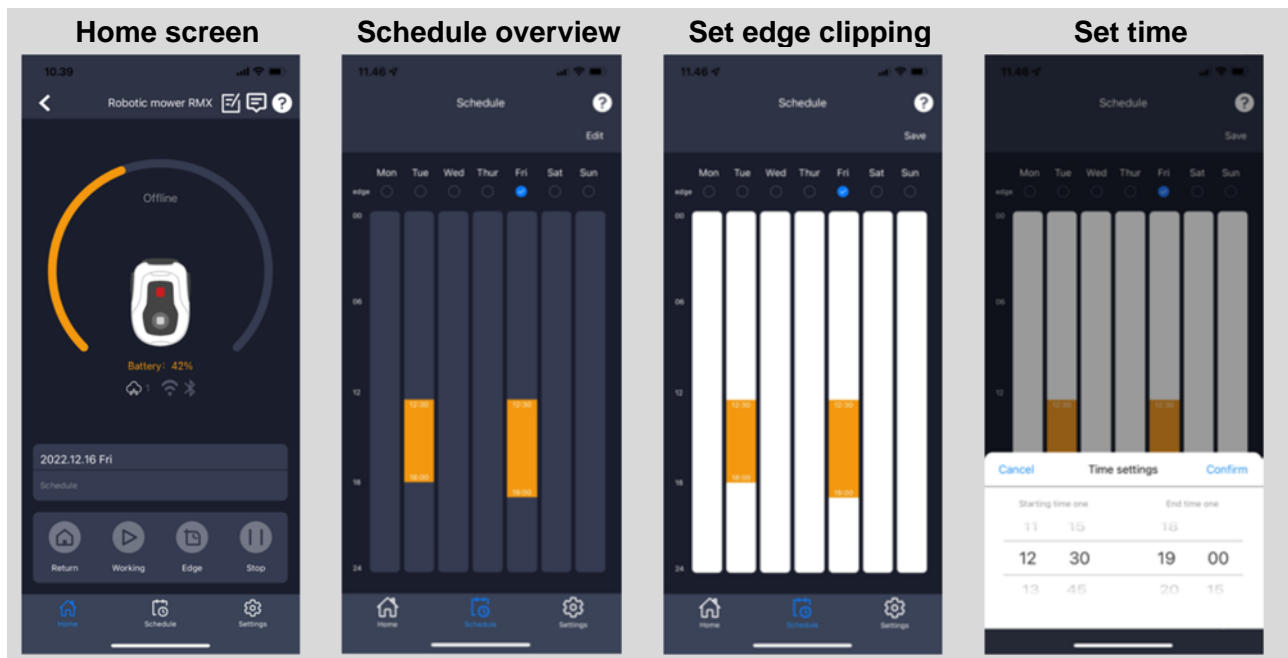 Home screen
10.39
Robotic mower RMX
?
Offline
Battery: 42%
1
2022.12.16 Fri
Schedule
Return Working Edge Stop
Home Schedule Settings
Schedule overview
11.46
Schedule
?
Edit
Mon Tue Wed Thur Fri Sat Sun
edge
00
06
12
12:30 12:30
18:00
18
19:00
24
Home Schedule Settings
Set edge clipping
11.46
Schedule
?
Save
Mon Tue Wed Thur Fri Sat Sun
edge
00
06
12
12:30 12:30
18:00
18
19:00
24
Home Schedule Settings
Set time
11.46
Schedule
?
Save
Mon Tue Wed Thur Fri Sat Sun
edge
00
06
12
12:30 12:30
Cancel Time settings Confirm
Starting time one End time one
11 15 18
12 30 19 00
13 45 20 15